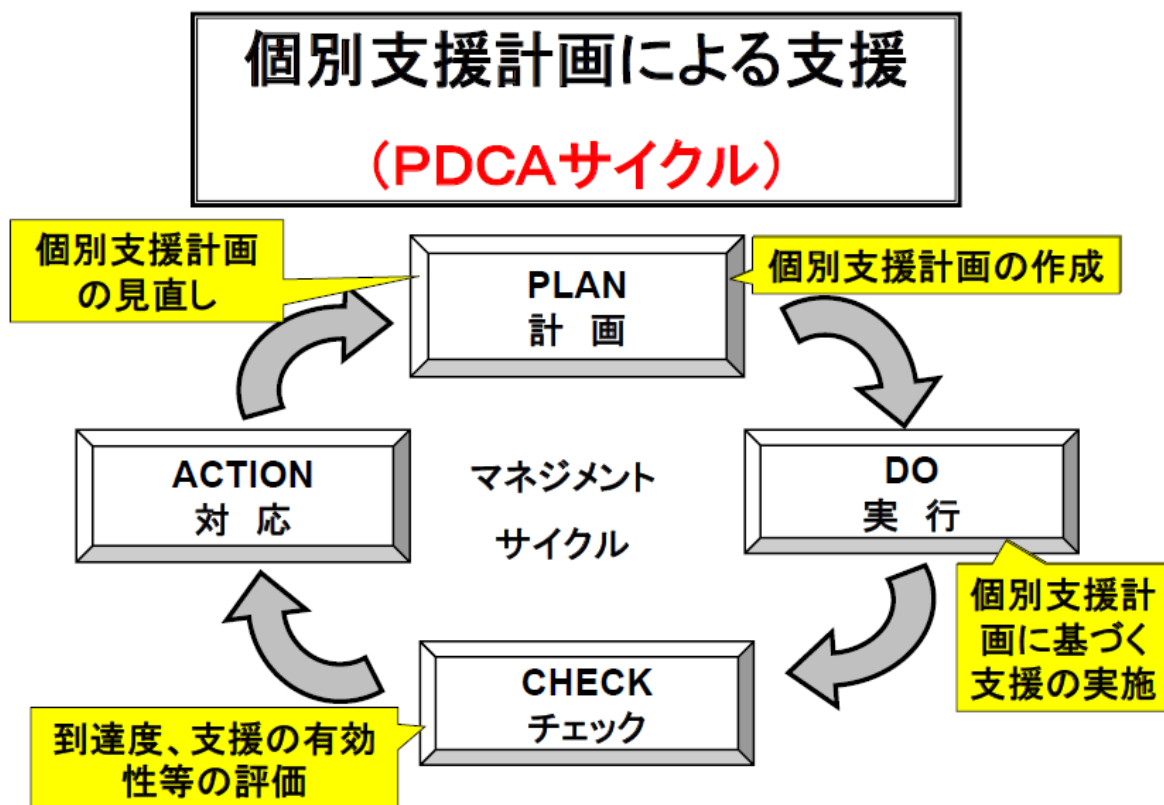 個別支援計画による支援
（PDCAサイクル）
個別支援計画
の見直し
PLAN
計　画
個別支援計画の作成
ACTION
対　応
マネジメント
サイクル
DO
実　行
個別支援計
画に基づく
支援の実施
CHECK
チェック
到達度、支援の有効
性等の評価